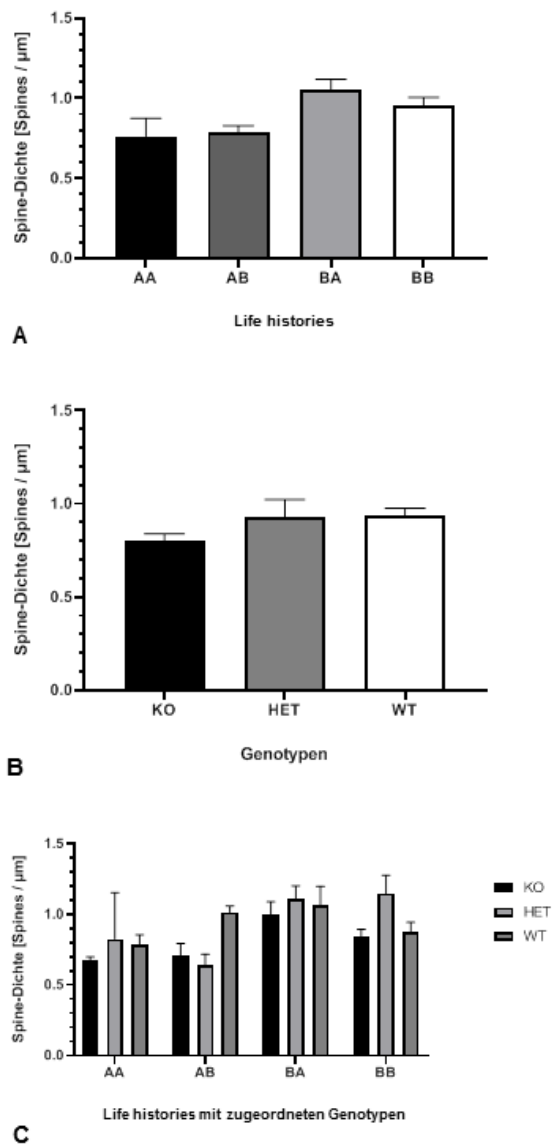 Spine-Dichte [Spines / µm]
1.5
1.0
0.5
0.0
AA AB BA BB
Life histories
A
Spine-Dichte [Spines / µm]
1.5
1.0
0.5
0.0
KO HET WT
Genotypen
B
Spine-Dichte [Spines / µm]
1.5
1.0
0.5
0.0
AA AB BA BB
KO
HET
WT
Life histories mit zugeordneten Genotypen
C